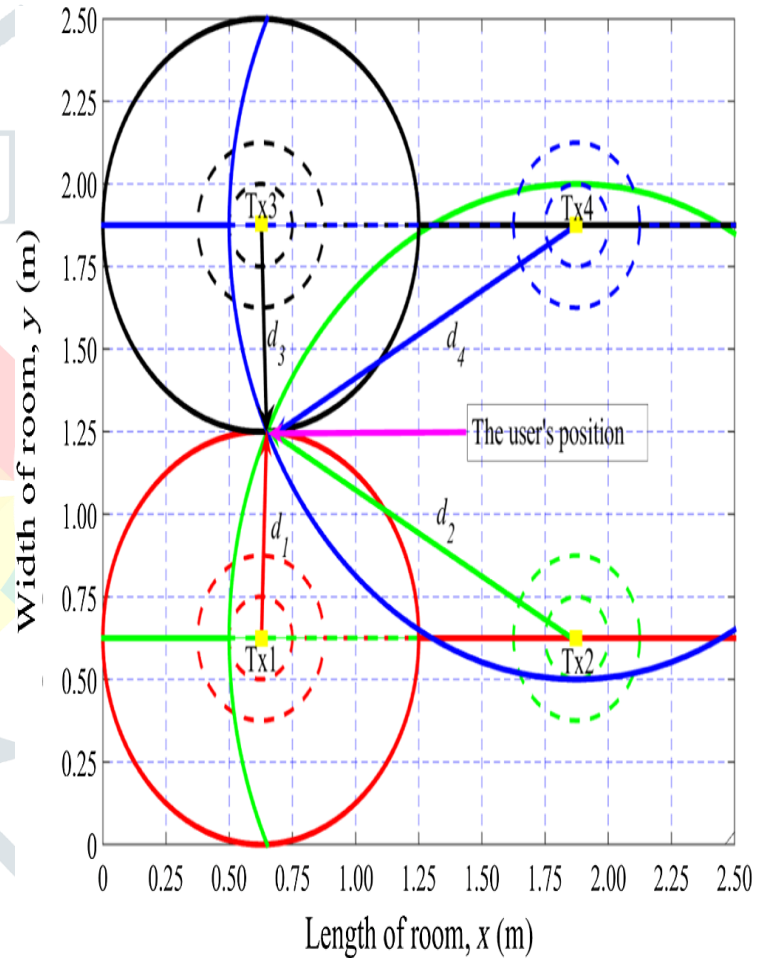 2.50
2.25
2.00
1.75
1.50
1.25
1.00
0.75
0.50
0.25
0
Width of room, y (m)
Tx3
Tx4
d3
d4
The user's position
d2
d1
Tx1
Tx2
0 0.25 0.50 0.75 1.00 1.25 1.50 1.75 2.00 2.25 2.50
Length of room, x (m)